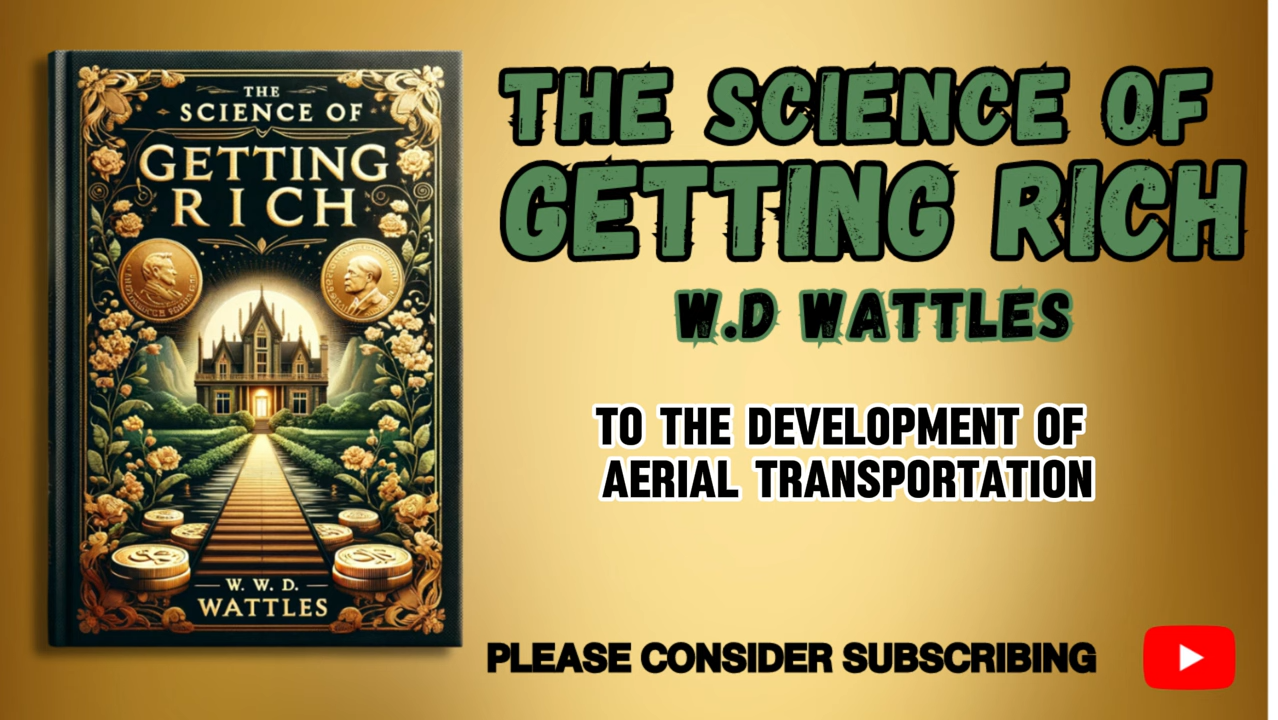 THE
SCIENCE OF
GETTING
RICH
W. W. D.
WATTLES
THE SCIENCE OF
GETTING RICH
W.D WATTLES
TO THE DEVELOPMENT OF
AERIAL TRANSPORTATION
PLEASE CONSIDER SUBSCRIBING